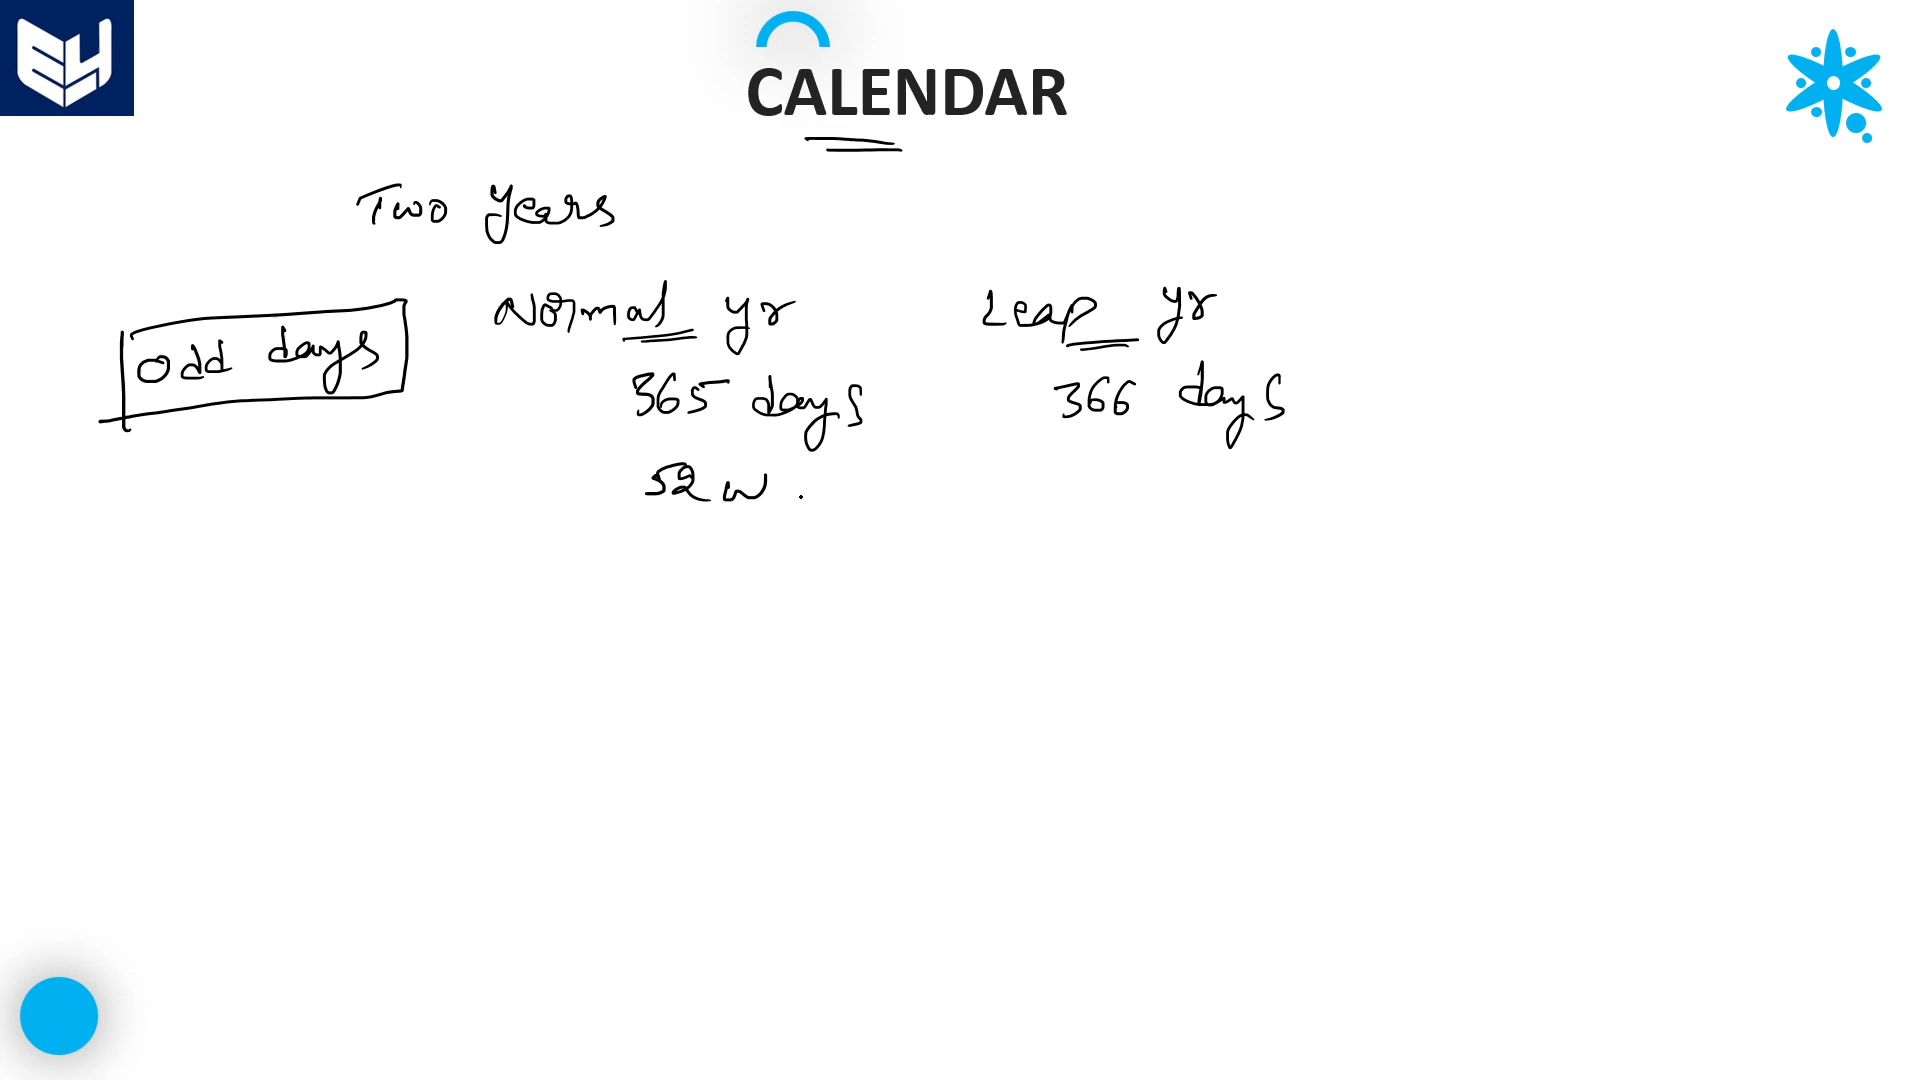 CALENDAR
Two years
Normal yr Leap yr
odd days
365 days 366 days
52 w .